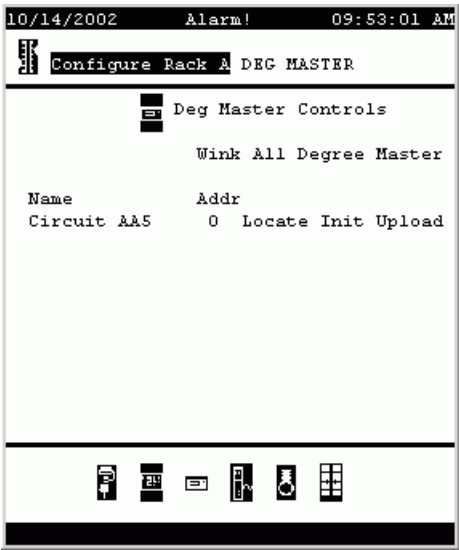 10/14/2002 Alarm! 09:53:01 AM
Configure Rack A DEG MASTER
Deg Master Controls
Wink All Degree Master
Name Addr
Circuit AA5 0 Locate Init Upload